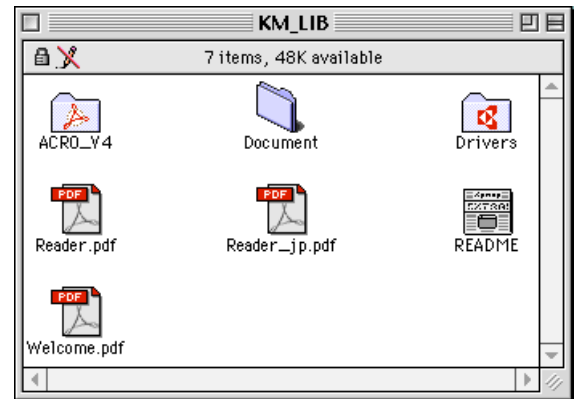 KM_LIB
7 items, 48K available
ACRO_V4 Document Drivers
PDF PDF
Reader.pdf Reader_jp.pdf README
PDF
Welcome.pdf